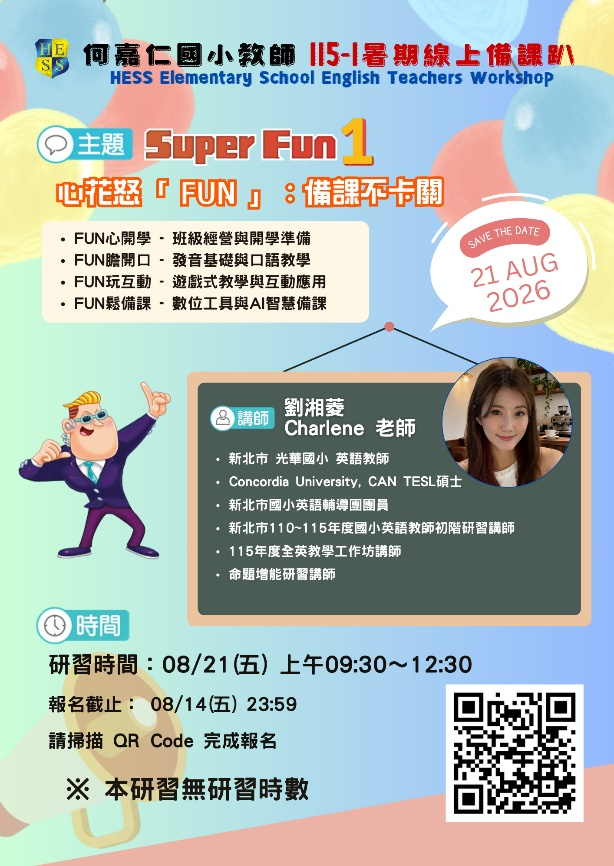 HESS
何嘉仁國小教師 115-1暑期線上備課趴
HESS Elementary School English Teachers Workshop
主題 Super Fun 1
心花怒「 FUN 」：備課不卡關
• FUN心開學 - 班級經營與開學準備
• FUN膽開口 - 發音基礎與口語教學
• FUN玩互動 - 遊戲式教學與互動應用
• FUN鬆備課 - 數位工具與AI智慧備課
SAVE THE DATE
21 AUG
2026
講師
劉湘菱
Charlene 老師
• 新北市 光華國小 英語教師
• Concordia University, CAN TESL碩士
• 新北市國小英語輔導團團員
• 新北市110~115年度國小英語教師初階研習講師
• 115年度全英教學工作坊講師
• 命題增能研習講師
時間
研習時間：08/21(五) 上午09:30～12:30
報名截止： 08/14(五) 23:59
請掃描 QR Code 完成報名
※ 本研習無研習時數